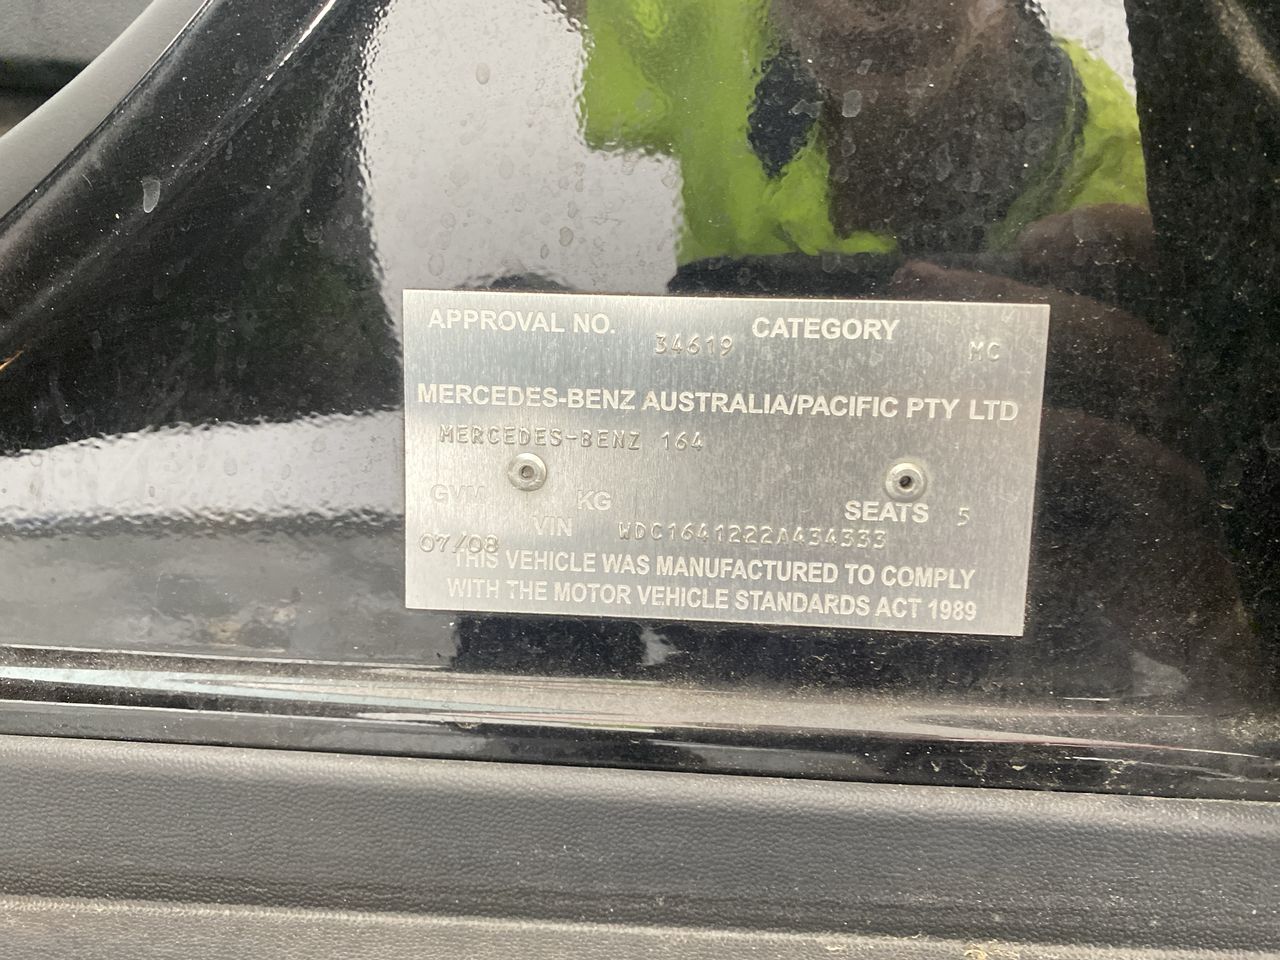 APPROVAL NO. 34619 CATEGORY MC
MERCEDES-BENZ AUSTRALIA/PACIFIC PTY LTD
MERCEDES-BENZ 164
GVM KG SEATS 5
07/08 VIN WDC1641222A434333
THIS VEHICLE WAS MANUFACTURED TO COMPLY
WITH THE MOTOR VEHICLE STANDARDS ACT 1989